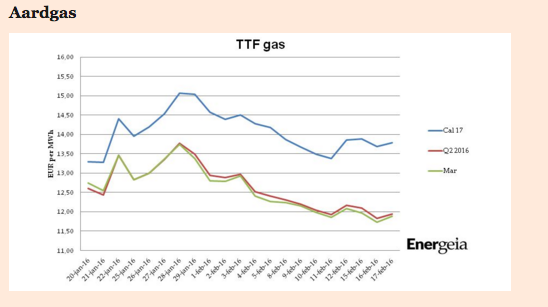 Aardgas
TTF gas
EUR per MWh
16,00
15,50
15,00
14,50
14,00
13,50
13,00
12,50
12,00
11,50
11,00
20-jan-16
21-jan-16
22-jan-16
25-jan-16
26-jan-16
27-jan-16
28-jan-16
29-jan-16
1-feb-16
2-feb-16
3-feb-16
4-feb-16
5-feb-16
8-feb-16
9-feb-16
10-feb-16
11-feb-16
12-feb-16
15-feb-16
16-feb-16
17-feb-16
Cal 17
Q2 2016
Mar
Energeia